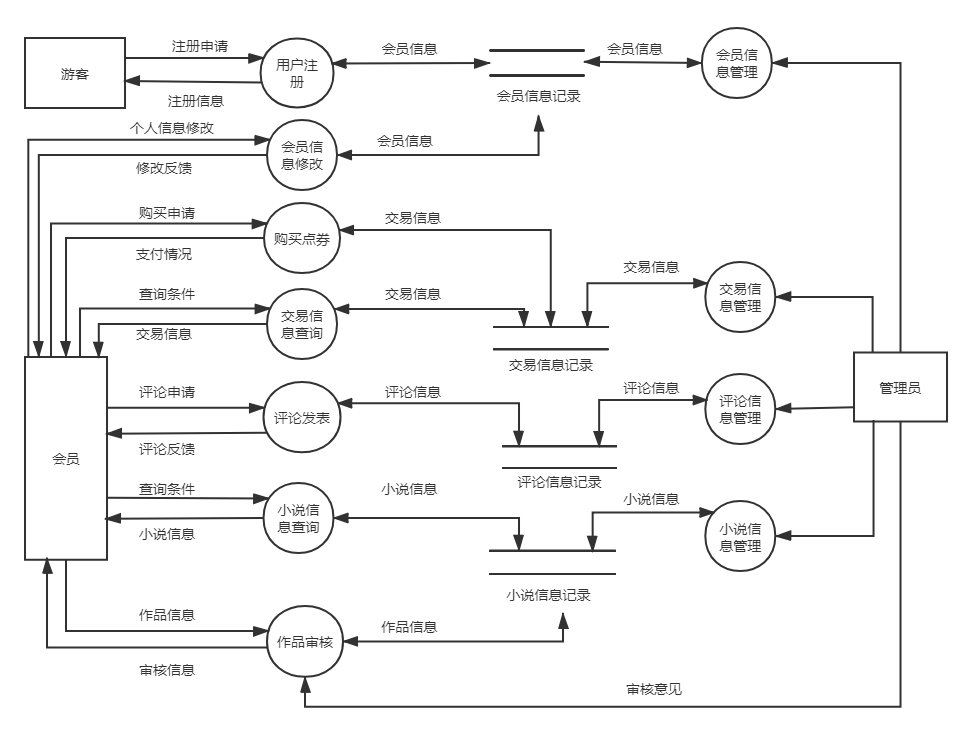 注册申请
会员信息
会员信息
游客
用户注
册
会员信
息管理
注册信息
会员信息记录
个人信息修改
会员信息
会员信
息修改
修改反馈
购买申请
交易信息
购买点券
支付情况
交易信息
查询条件
交易信息
交易信
息查询
交易信
息管理
交易信息
交易信息记录
管理员
评论申请
评论信息
评论信息
评论发表
评论信
息管理
评论反馈
会员
评论信息记录
查询条件
小说信息
小说信息
小说信
息查询
小说信息
小说信
息管理
小说信息记录
作品信息
作品信息
作品审核
审核信息
审核意见